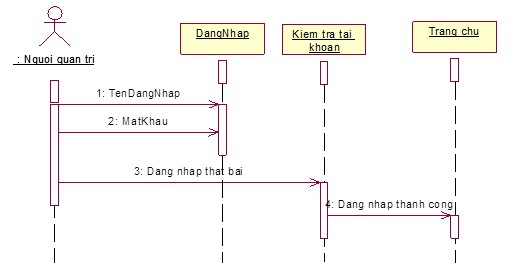 : Nguoi quan tri
DangNhap
Kiem tra tai
khoan
Trang chu
1: TenDangNhap
2: MatKhau
3: Dang nhap that bai
4: Dang nhap thanh cong